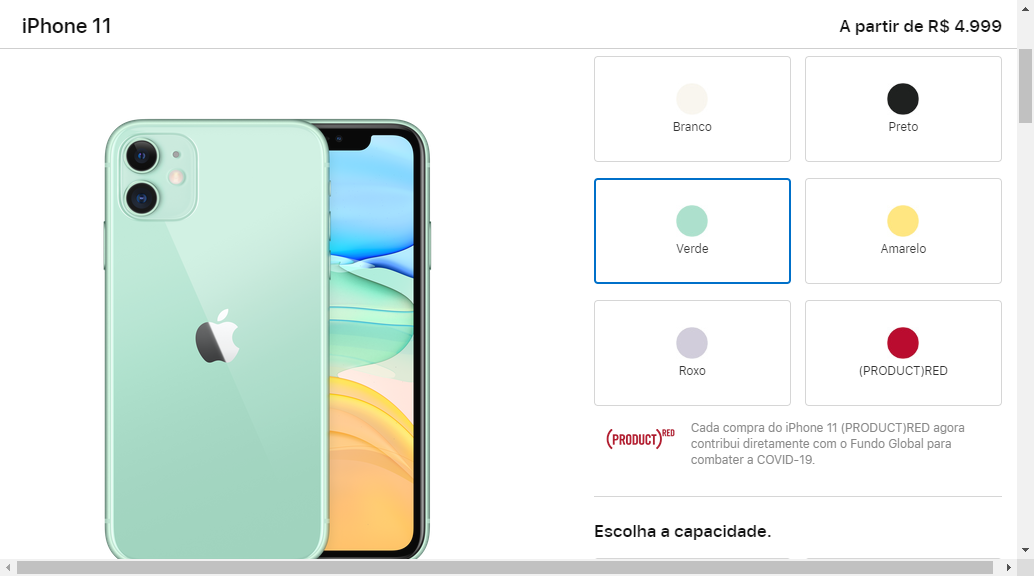 iPhone 11
A partir de R$ 4.999
Branco
Preto
Verde
Amarelo
Roxo
(PRODUCT)RED
(PRODUCT)RED
Cada compra do iPhone 11 (PRODUCT)RED agora
contribui diretamente com o Fundo Global para
combater a COVID-19.
Escolha a capacidade.